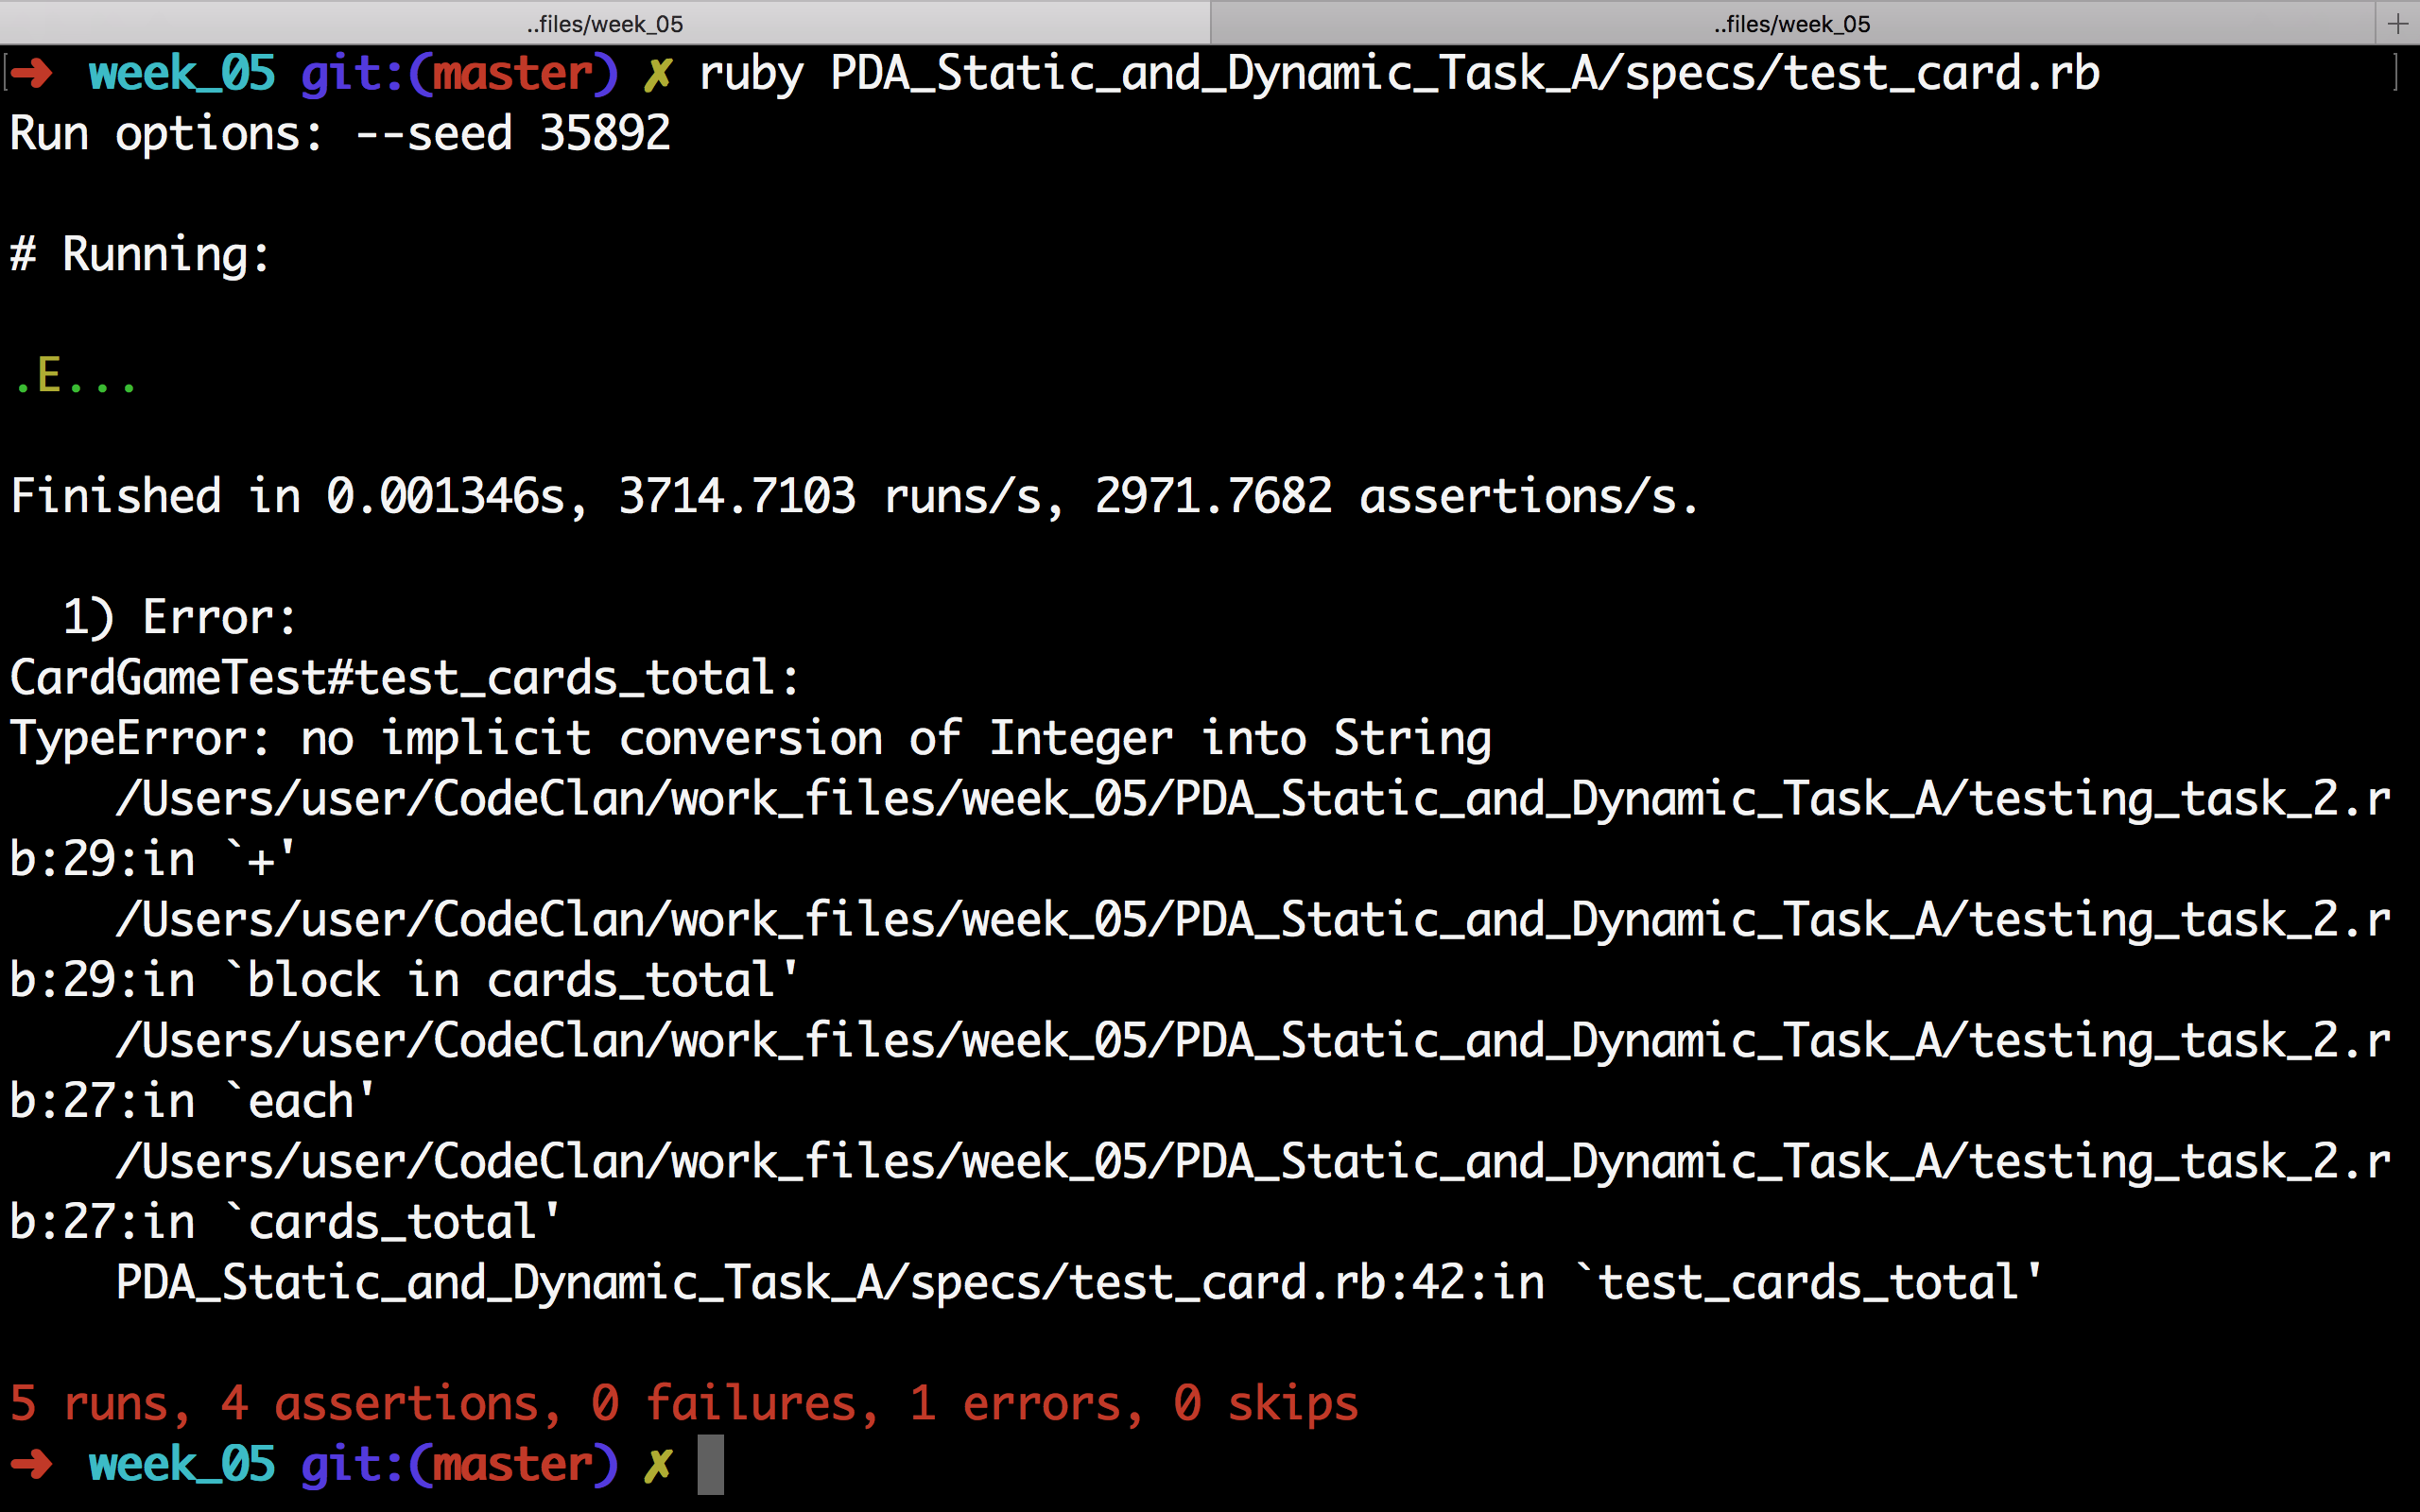 ..files/week_05 ..files/week_05 +
[➜ week_05 git:(master) ✗ ruby PDA_Static_and_Dynamic_Task_A/specs/test_card.rb ]
Run options: --seed 35892
# Running:
.E...
Finished in 0.001346s, 3714.7103 runs/s, 2971.7682 assertions/s.
  1) Error:
CardGameTest#test_cards_total:
TypeError: no implicit conversion of Integer into String
    /Users/user/CodeClan/work_files/week_05/PDA_Static_and_Dynamic_Task_A/testing_task_2.r
b:29:in `+'
    /Users/user/CodeClan/work_files/week_05/PDA_Static_and_Dynamic_Task_A/testing_task_2.r
b:29:in `block in cards_total'
    /Users/user/CodeClan/work_files/week_05/PDA_Static_and_Dynamic_Task_A/testing_task_2.r
b:27:in `each'
    /Users/user/CodeClan/work_files/week_05/PDA_Static_and_Dynamic_Task_A/testing_task_2.r
b:27:in `cards_total'
    PDA_Static_and_Dynamic_Task_A/specs/test_card.rb:42:in `test_cards_total'
5 runs, 4 assertions, 0 failures, 1 errors, 0 skips
➜ week_05 git:(master) ✗